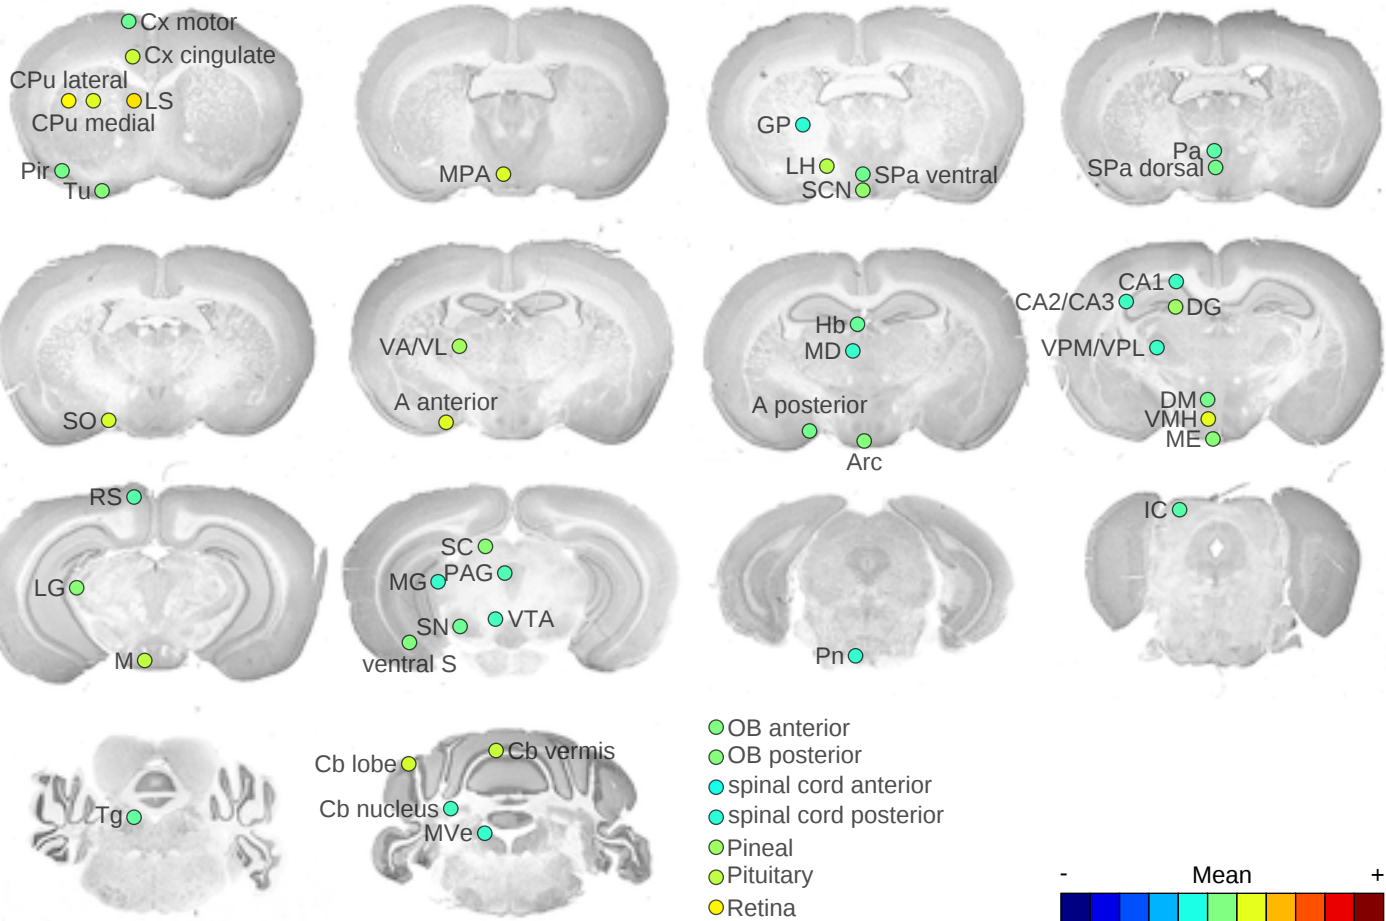 Cx motor
Cx cingulate
CPu lateral
LS
CPu medial
Pir
Tu
MPA
GP
LH
SPa ventral
SCN
Pa
SPa dorsal
SO
VA/VL
A anterior
Hb
MD
A posterior
Arc
CA1
CA2/CA3
DG
VPM/VPL
DM
VMH
ME
RS
LG
M
SC
MG
PAG
SN
VTA
ventral S
Pn
IC
Tg
Cb lobe
Cb vermis
Cb nucleus
MVe
OB anterior
OB posterior
spinal cord anterior
spinal cord posterior
Pineal
Pituitary
Retina
- Mean +